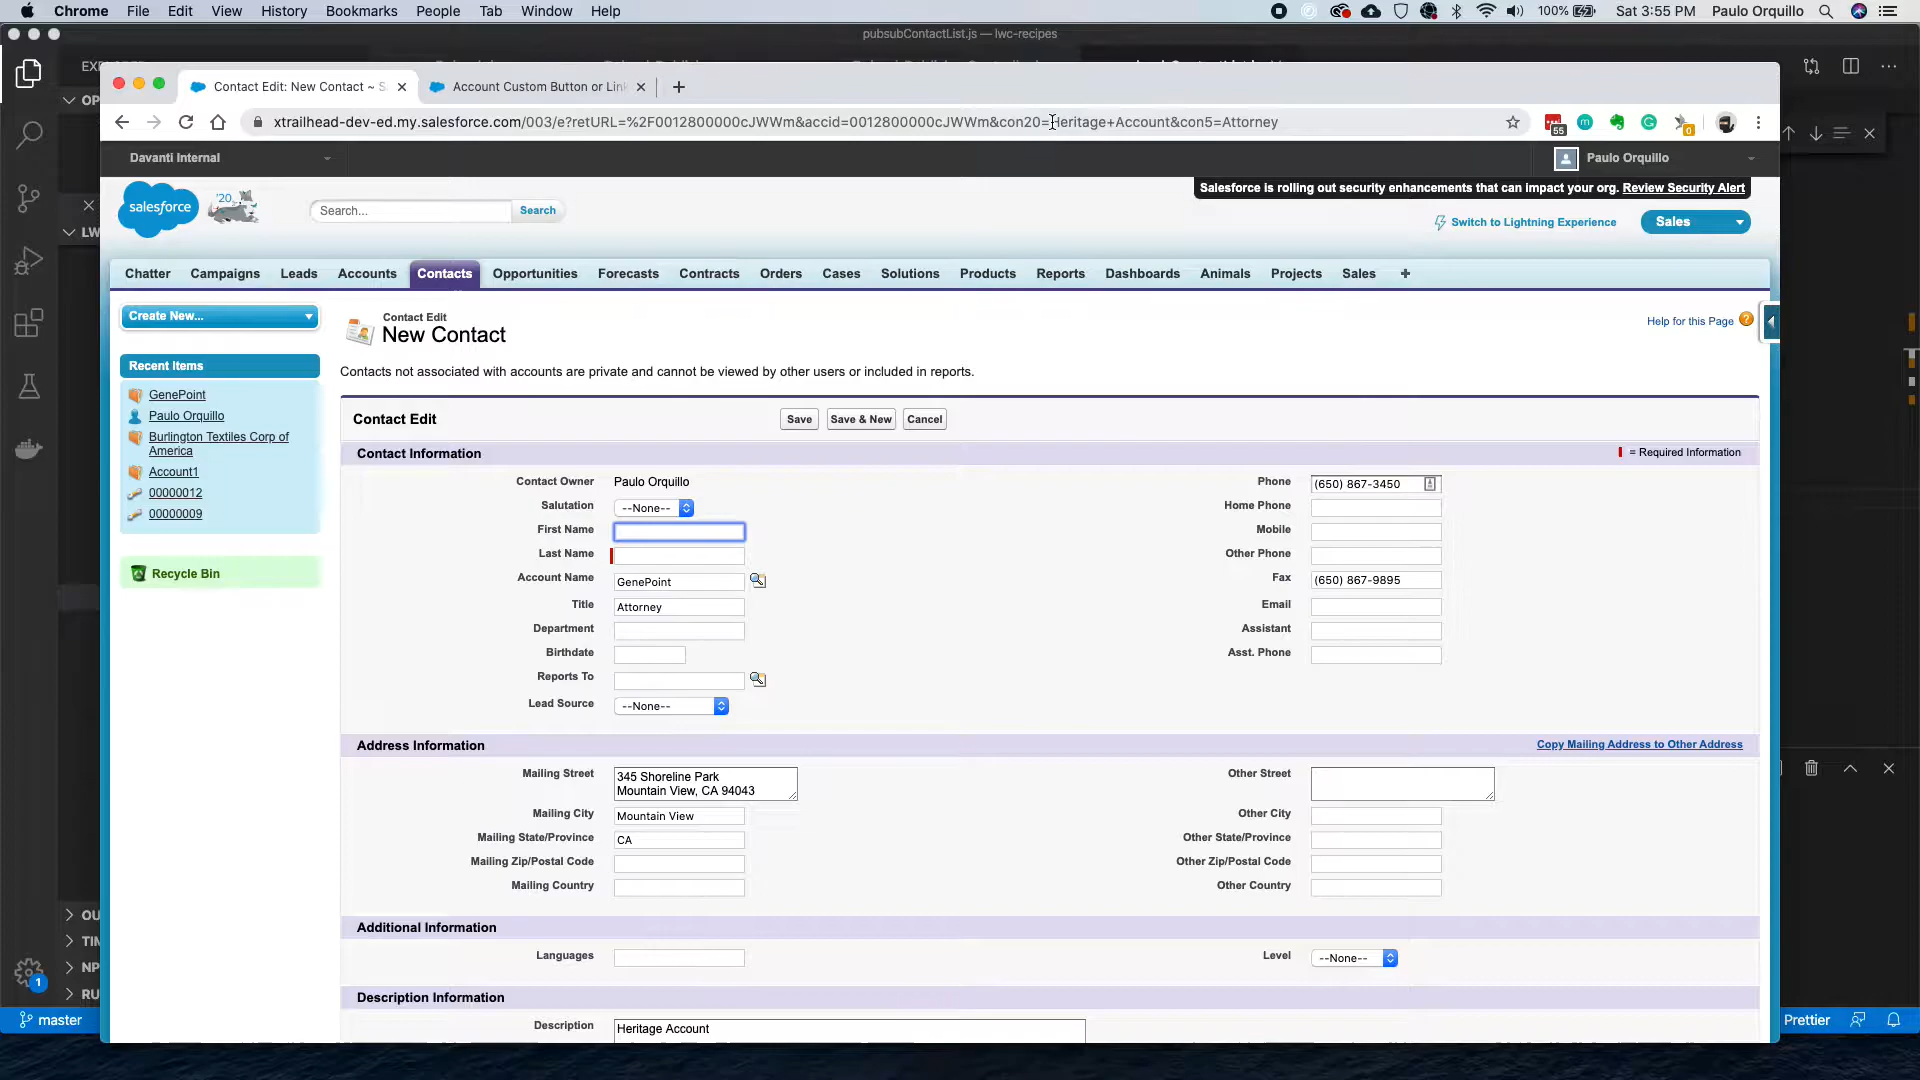 Chrome File Edit View History Bookmarks People Tab Window Help
100% Sat 3:55 PM Paulo Orquillo
pubsubContactList.js — lwc-recipes
Contact Edit: New Contact ~ S
Account Custom Button or Lin
xtrailhead-dev-ed.my.salesforce.com/003/e?retURL=%2F0012800000cJWWm&accid=0012800000cJWWm&con20=Heritage+Account&con5=Attorney
55
0
Davanti Internal
Paulo Orquillo
Salesforce is rolling out security enhancements that can impact your org. Review Security Alert
salesforce
'20
Search...
Search
Switch to Lightning Experience
Sales
Chatter Campaigns Leads Accounts Contacts Opportunities Forecasts Contracts Orders Cases Solutions Products Reports Dashboards Animals Projects Sales +
Create New...
Recent Items
GenePoint
Paulo Orquillo
Burlington Textiles Corp of
America
Account1
00000012
00000009
Recycle Bin
Contact Edit
New Contact
Help for this Page
Contacts not associated with accounts are private and cannot be viewed by other users or included in reports.
Contact Edit
Save
Save & New
Cancel
Contact Information
= Required Information
Contact Owner Paulo Orquillo
Phone (650) 867-3450
Salutation --None--
Home Phone
First Name
Mobile
Last Name
Other Phone
Account Name GenePoint
Fax (650) 867-9895
Title Attorney
Email
Department
Assistant
Birthdate
Asst. Phone
Reports To
Lead Source --None--
Address Information
Copy Mailing Address to Other Address
Mailing Street 345 Shoreline Park
Mountain View, CA 94043
Other Street
Mailing City Mountain View
Other City
Mailing State/Province CA
Other State/Province
Mailing Zip/Postal Code
Other Zip/Postal Code
Mailing Country
Other Country
Additional Information
Languages
Level --None--
Description Information
Description Heritage Account
OP
LW
OU
TIM
NP
RU
1
master
Prettier